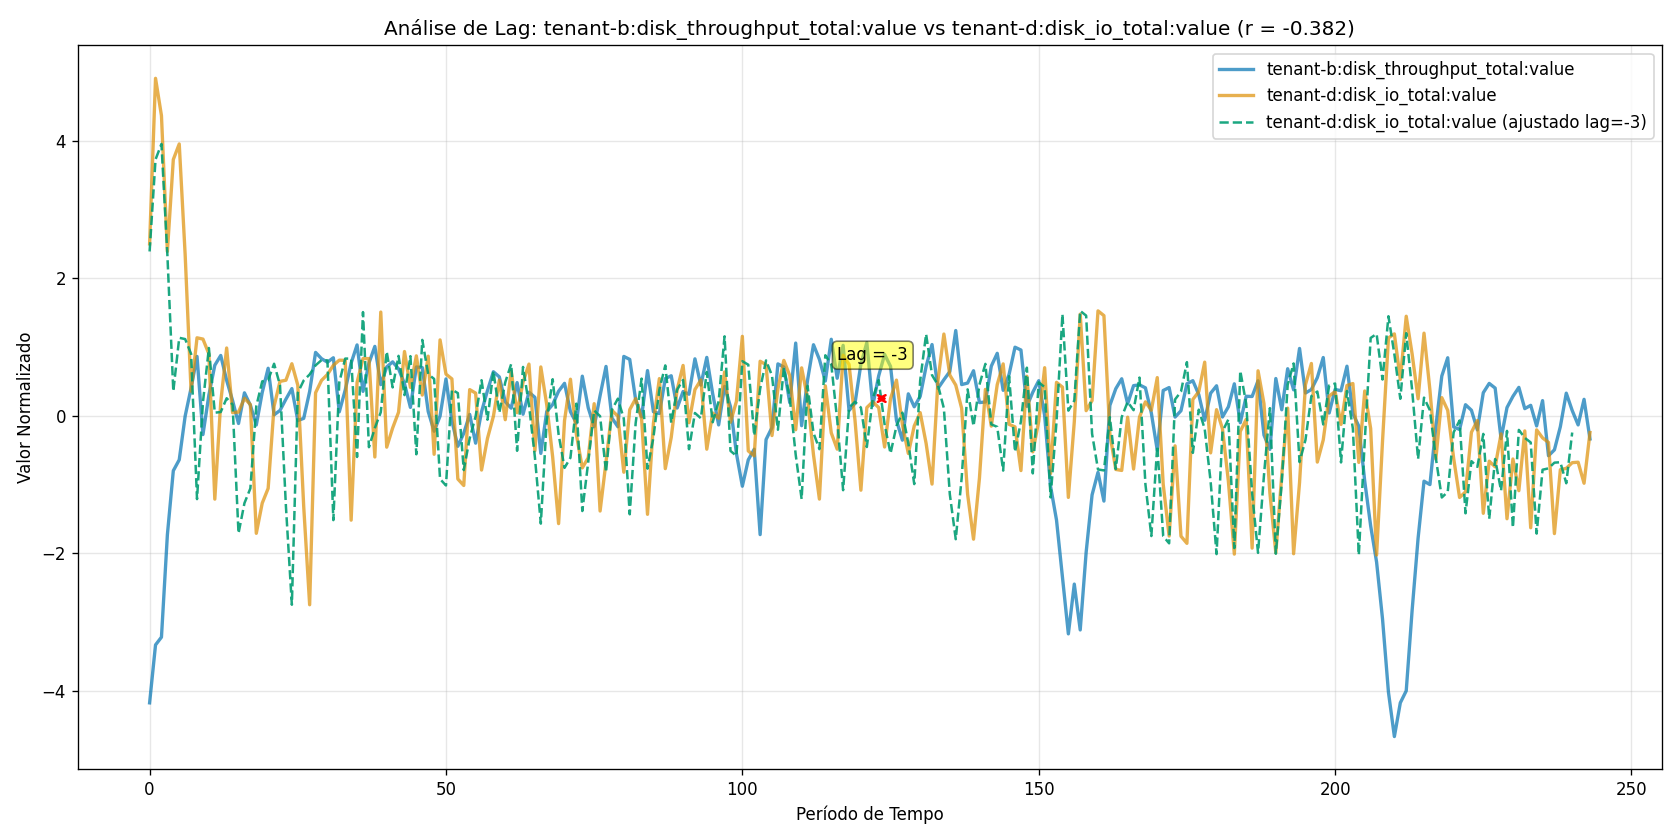 Análise de Lag: tenant-b:disk_throughput_total:value vs tenant-d:disk_io_total:value (r = -0.382)
tenant-b:disk_throughput_total:value
tenant-d:disk_io_total:value
tenant-d:disk_io_total:value (ajustado lag=-3)
Lag = -3
Valor Normalizado
4
2
0
−2
−4
0
50
100
150
200
250
Período de Tempo